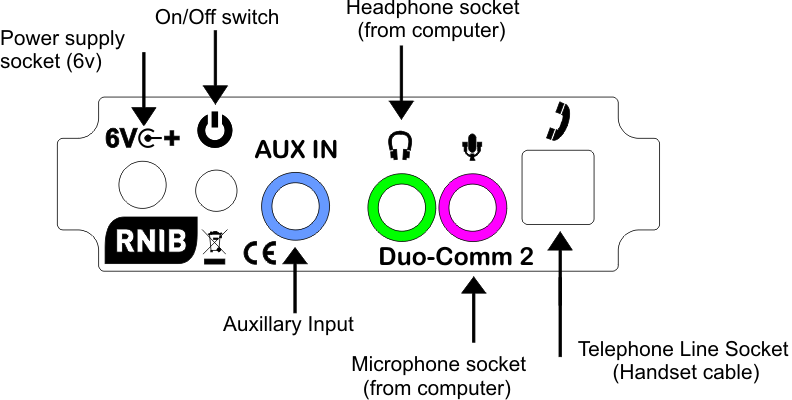 Headphone socket
(from computer)
On/Off switch
Power supply
socket (6v)
6V +
AUX IN
RNIB
CE
Duo-Comm 2
Auxillary Input
Microphone socket
(from computer)
Telephone Line Socket
(Handset cable)